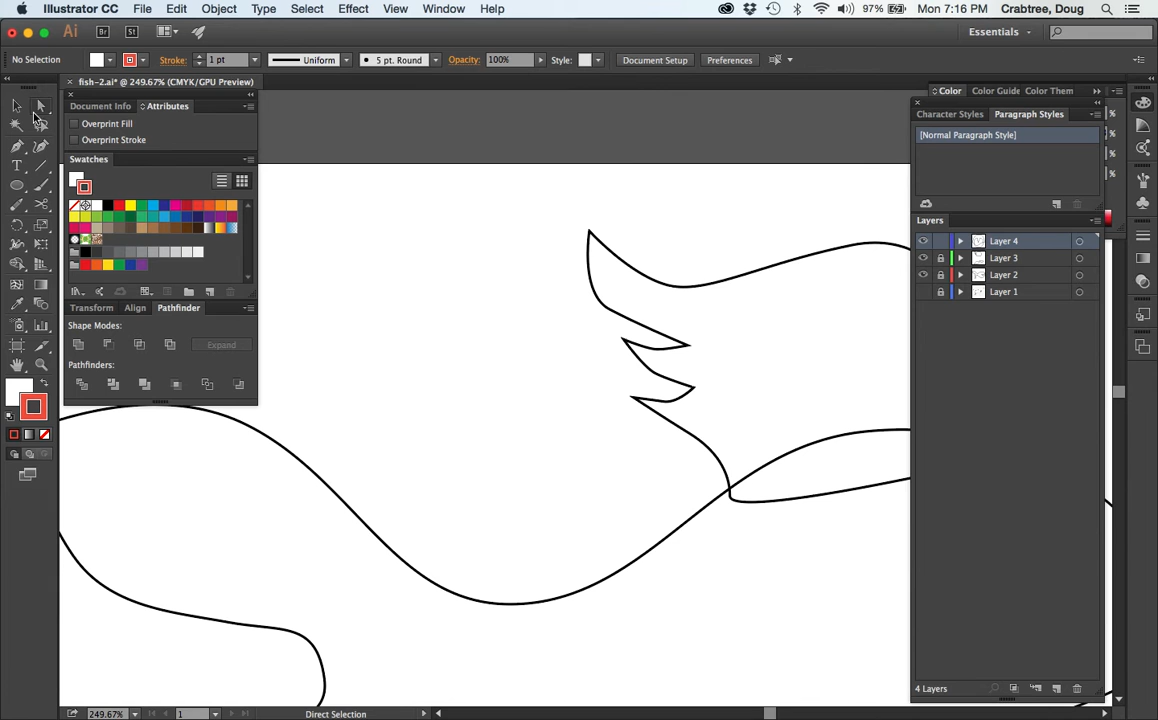 Illustrator CC File Edit Object Type Select Effect View Window Help 97% Mon 7:16 PM Crabtree, Doug
Ai Br St Essentials
No Selection Stroke: 1 pt Uniform 5 pt. Round Opacity: 100% Style: Document Setup Preferences
fish-2.ai* @ 249.67% (CMYK/GPU Preview)
Color Color Guide Color Them
Document Info Attributes
Character Styles Paragraph Styles
Overprint Fill
[Normal Paragraph Style]
Overprint Stroke
Swatches
Layers
Layer 4
Layer 3
Layer 2
Layer 1
Transform Align Pathfinder
Shape Modes:
Expand
Pathfinders:
4 Layers
249.67% 1 Direct Selection